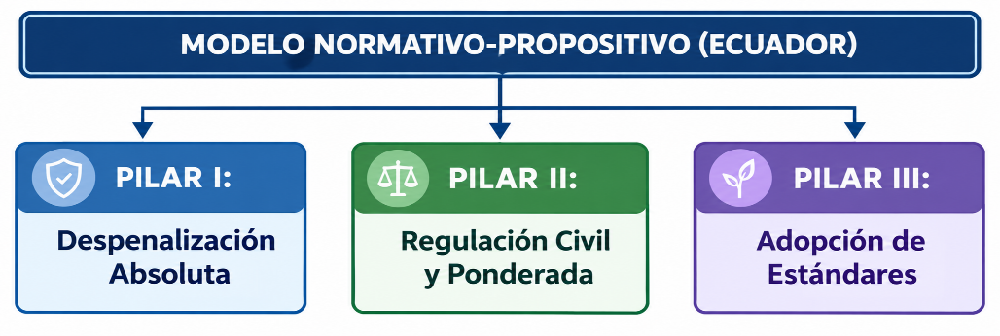 MODELO NORMATIVO-PROPOSITIVO (ECUADOR)
PILAR I:
Despenalización
Absoluta
PILAR II:
Regulación Civil
y Ponderada
PILAR III:
Adopción de
Estándares